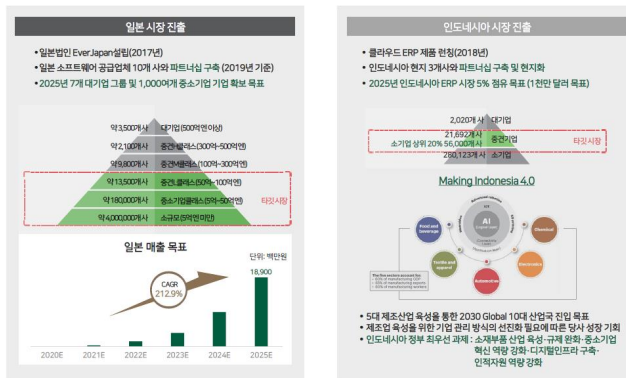 일본 시장 진출
•일본법인 EverJapan설립(2017년)
•일본 소프트웨어 공급업체 10개 사와 파트너십 구축 (2019년 기준)
•2025년 7개 대기업 그룹 및 1,000여개 중소기업 기업 확보 목표
약3,500개사 대기업(500억엔이상)
약2,100개사 중견H클래스(300억~500억엔)
약9,800개사 중견M클래스(100억~300억엔)
약13,500개사 중견L클래스(50억~100억엔)
약180,000개사 중소기업클래스(5억~50억엔)
약4,000,000개사 소규모(5억엔미만)
타깃시장
일본 매출 목표
단위: 백만원
18,900
CAGR
212.9%
2020E 2021E 2022E 2023E 2024E 2025E
인도네시아 시장 진출
• 클라우드 ERP 제품 런칭(2018년)
• 인도네시아 현지 3개사와 파트너십 구축 및 현지화
• 2025년 인도네시아 ERP 시장 5% 점유 목표 (1천만 달러 목표)
2,020개 사 대기업
21,692개 사 중견기업
소기업 상위 20% 56,000개 사
260,123개 사 소기업
타깃시장
Making Indonesia 4.0
AI
Food and beverage
Chemical
Textile and apparel
Electronics
Automotive
• 5대 제조산업 육성을 통한 2030 Global 10대 산업국 진입 목표
• 제조업 육성을 위한 기업 관리 방식의 선진화 필요에 따른 당사 성장 기회
• 인도네시아 정부 최우선 과제 : 소재부품 산업 육성·규제 완화·중소기업
혁신 역량 강화·디지털인프라 구축·
인적자원 역량 강화